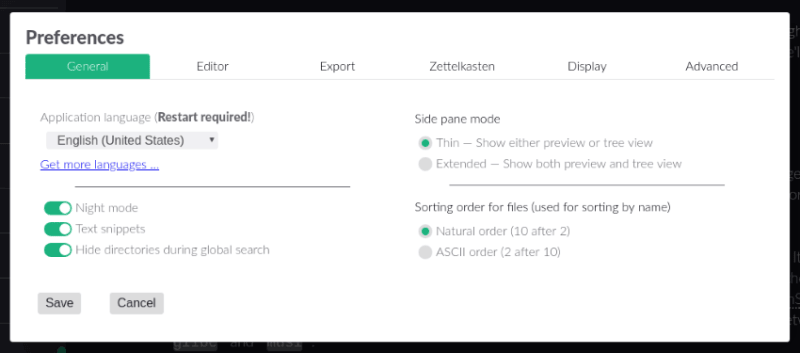 Preferences
General
Editor
Export
Zettelkasten
Display
Advanced
Application language (Restart required!)
English (United States)
Get more languages ...
Night mode
Text snippets
Hide directories during global search
Side pane mode
Thin — Show either preview or tree view
Extended — Show both preview and tree view
Sorting order for files (used for sorting by name)
Natural order (10 after 2)
ASCII order (2 after 10)
Save
Cancel